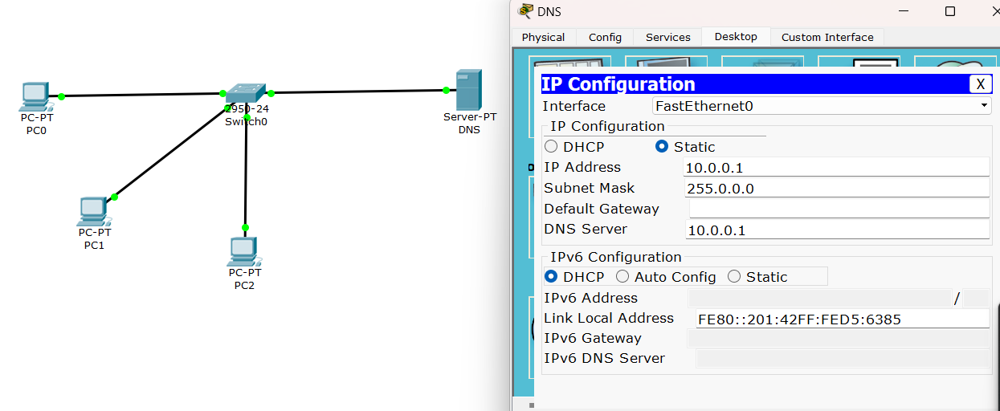 PC-PT
PC0
2950-24
Switch0
Server-PT
DNS
PC-PT
PC1
PC-PT
PC2
DNS
Physical Config Services Desktop Custom Interface
IP Configuration X
Interface FastEthernet0
IP Configuration
DHCP Static
IP Address 10.0.0.1
Subnet Mask 255.0.0.0
Default Gateway
DNS Server 10.0.0.1
IPv6 Configuration
DHCP Auto Config Static
IPv6 Address /
Link Local Address FE80::201:42FF:FED5:6385
IPv6 Gateway
IPv6 DNS Server